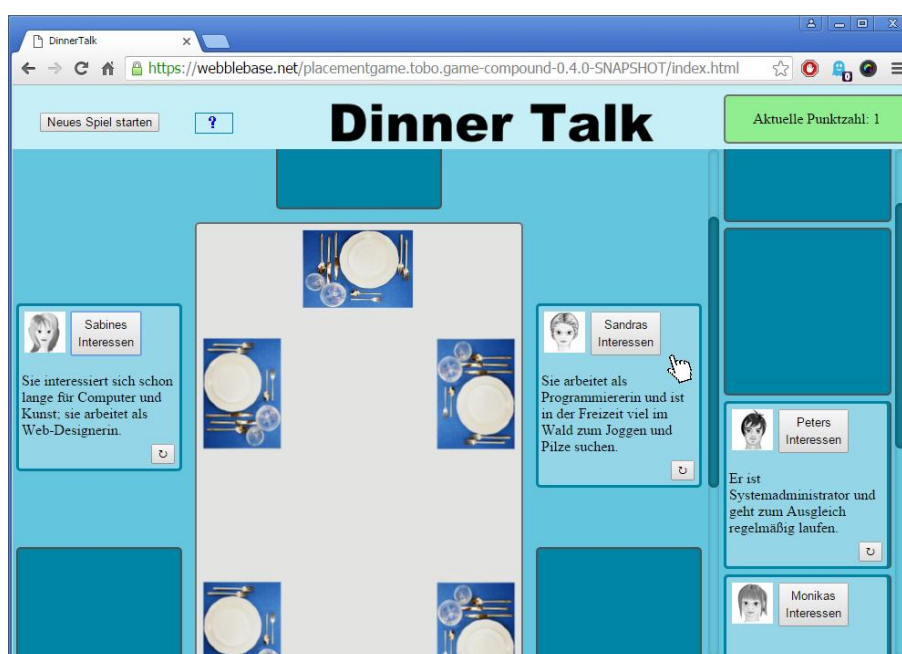 DinnerTalk
https://webblebase.net/placementgame.tobo.game-compound-0.4.0-SNAPSHOT/index.html
0
Neues Spiel starten
?
Dinner Talk
Aktuelle Punktzahl: 1
Sabines
Interessen
Sie interessiert sich schon
lange für Computer und
Kunst; sie arbeitet als
Web-Designerin.
Sandras
Interessen
Sie arbeitet als
Programmiererin und ist
in der Freizeit viel im
Wald zum Joggen und
Pilze suchen.
Peters
Interessen
Er ist
Systemadministrator und
geht zum Ausgleich
regelmäßig laufen.
Monikas
Interessen